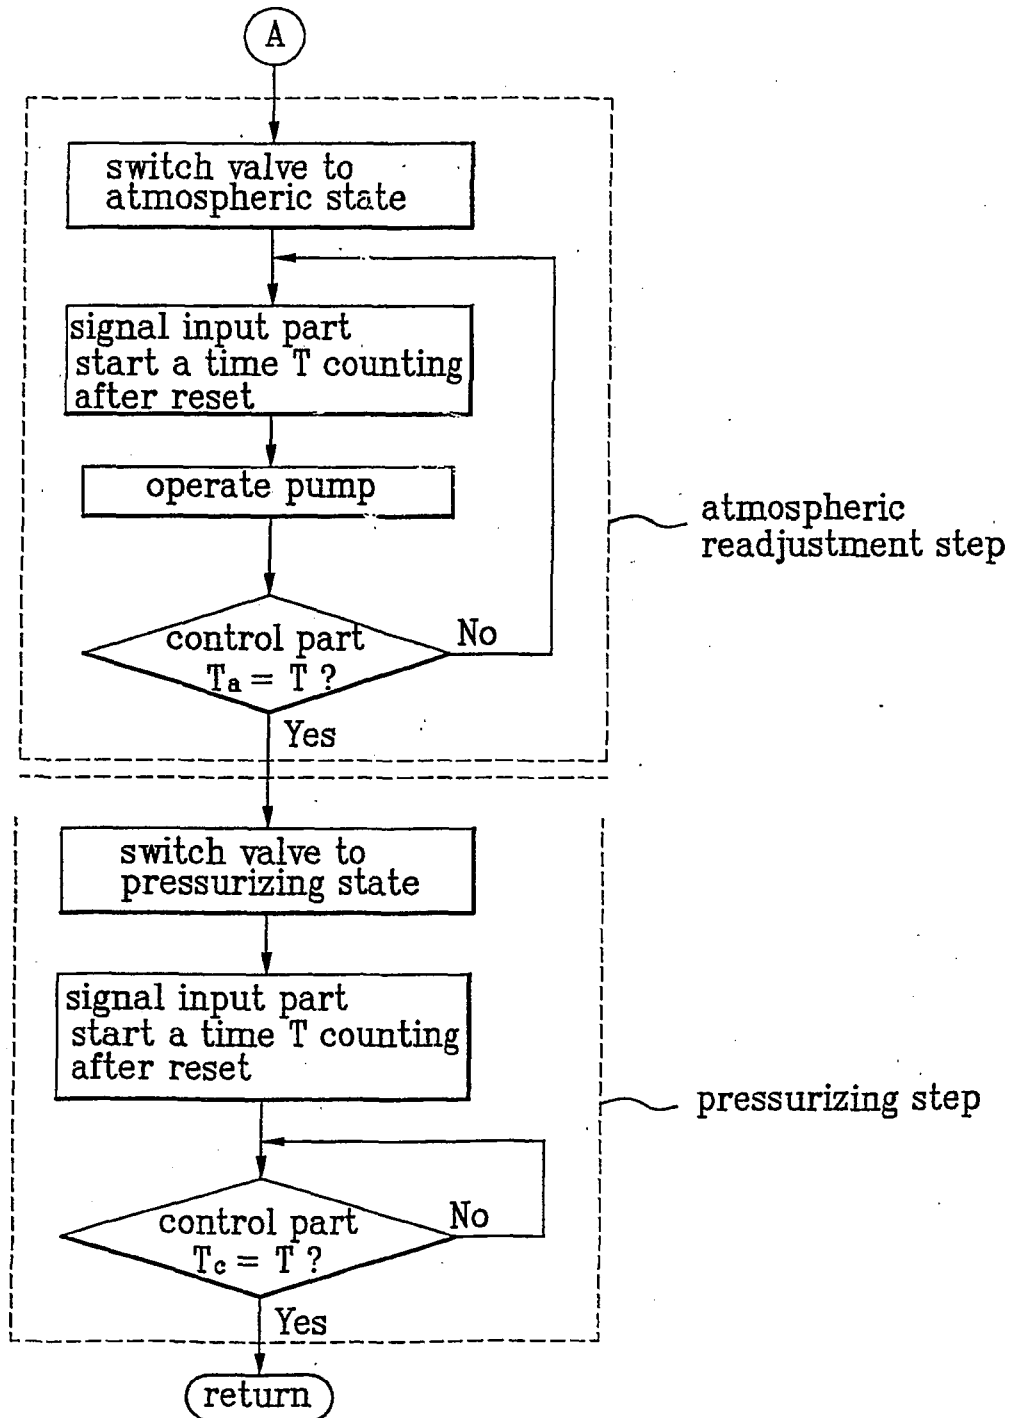 A
switch valve to
atmospheric state
signal input part
start a time T counting
after reset
operate pump
atmospheric
readjustment step
control part
Ta = T ?
No
Yes
switch valve to
pressurizing state
signal input part
start a time T counting
after reset
pressurizing step
control part
Tc = T ?
No
Yes
return